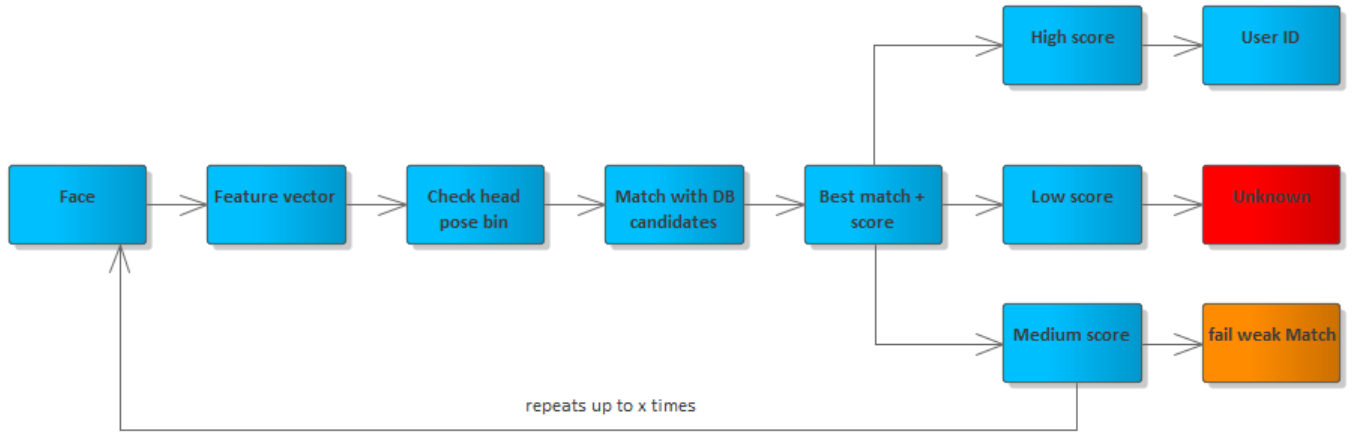 High score
User ID
Face
Feature vector
Check head
pose bin
Match with DB
candidates
Best match +
score
Low score
Unknown
Medium score
fail weak Match
repeats up to x times